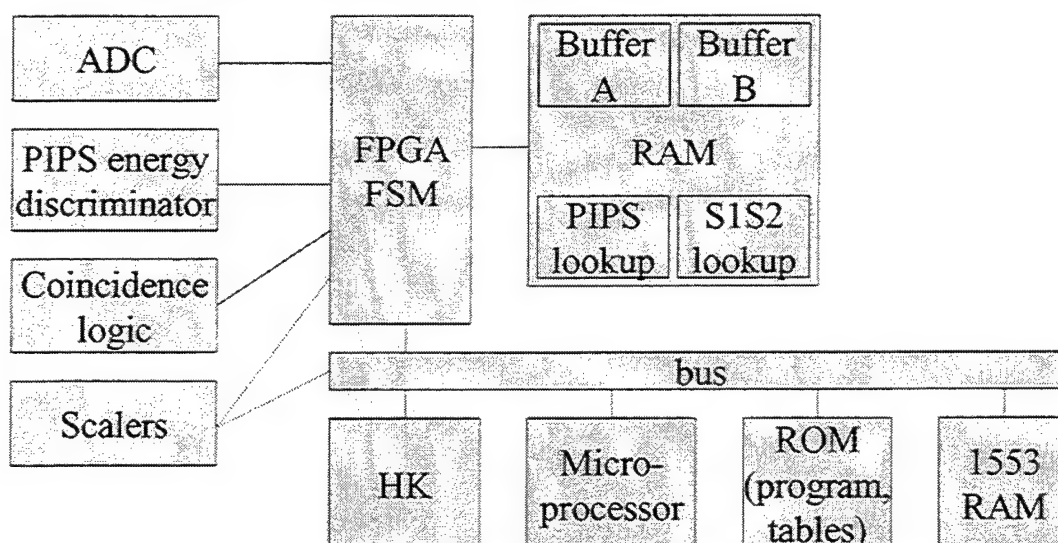 ADC
PIPS energy
discriminator
Coincidence
logic
Scalers
FPGA
FSM
Buffer
A
Buffer
B
RAM
PIPS
lookup
S1S2
lookup
bus
HK
Micro-
processor
ROM
(program,
tables)
1553
RAM